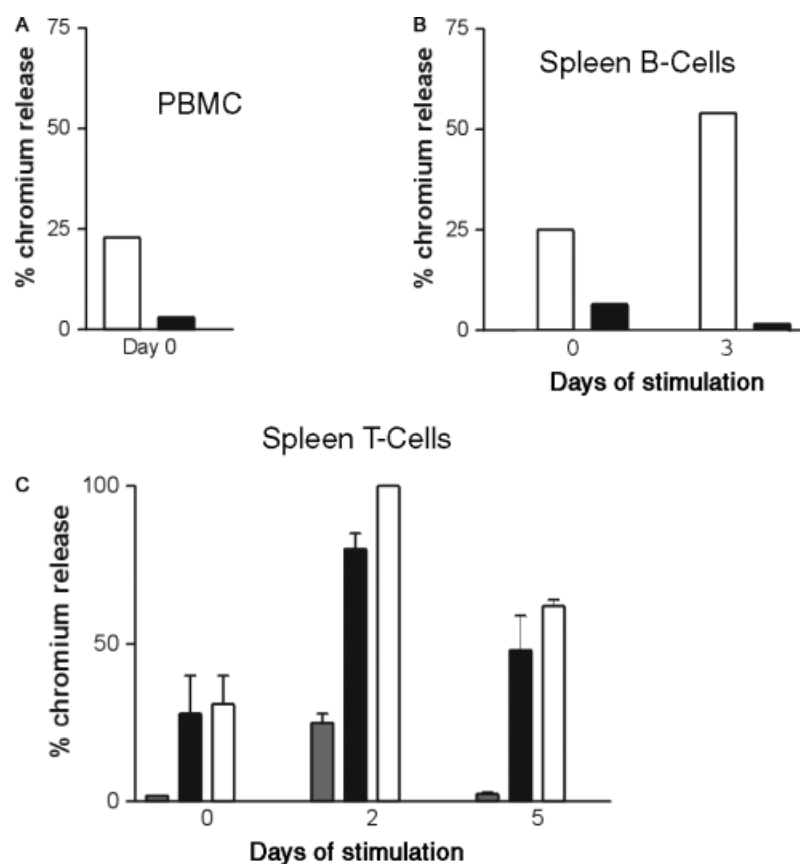 A
75
50
25
0
% chromium release
PBMC
Day 0
B
75
50
25
0
% chromium release
Spleen B-Cells
0 3
Days of stimulation
Spleen T-Cells
C
100
50
0
% chromium release
0 2 5
Days of stimulation